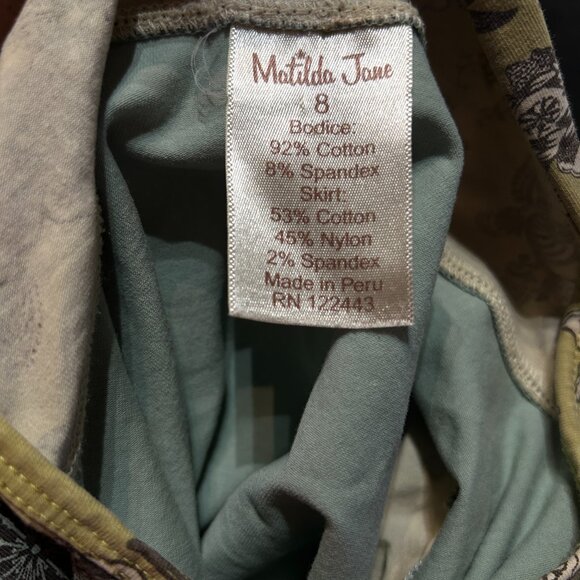 Matilda Jane
8
Bodice:
92% Cotton
8% Spandex
Skirt:
53% Cotton
45% Nylon
2% Spandex
Made in Peru
RN 122443